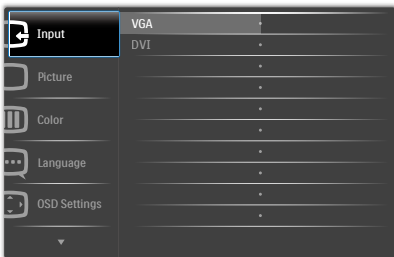 Input
VGA
DVI
Picture
Color
Language
OSD Settings